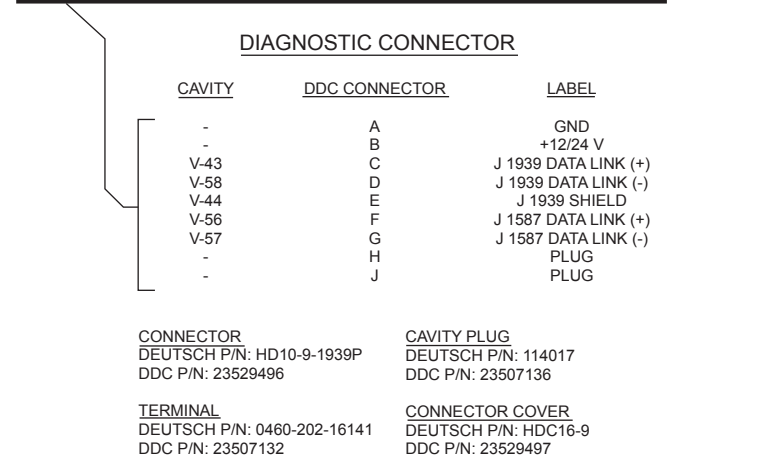 DIAGNOSTIC CONNECTOR
CAVITY DDC CONNECTOR LABEL
- A GND
- B +12/24 V
V-43 C J 1939 DATA LINK (+)
V-58 D J 1939 DATA LINK (-)
V-44 E J 1939 SHIELD
V-56 F J 1587 DATA LINK (+)
V-57 G J 1587 DATA LINK (-)
- H PLUG
- J PLUG
CONNECTOR
DEUTSCH P/N: HD10-9-1939P
DDC P/N: 23529496
CAVITY PLUG
DEUTSCH P/N: 114017
DDC P/N: 23507136
TERMINAL
DEUTSCH P/N: 0460-202-16141
DDC P/N: 23507132
CONNECTOR COVER
DEUTSCH P/N: HDC16-9
DDC P/N: 23529497